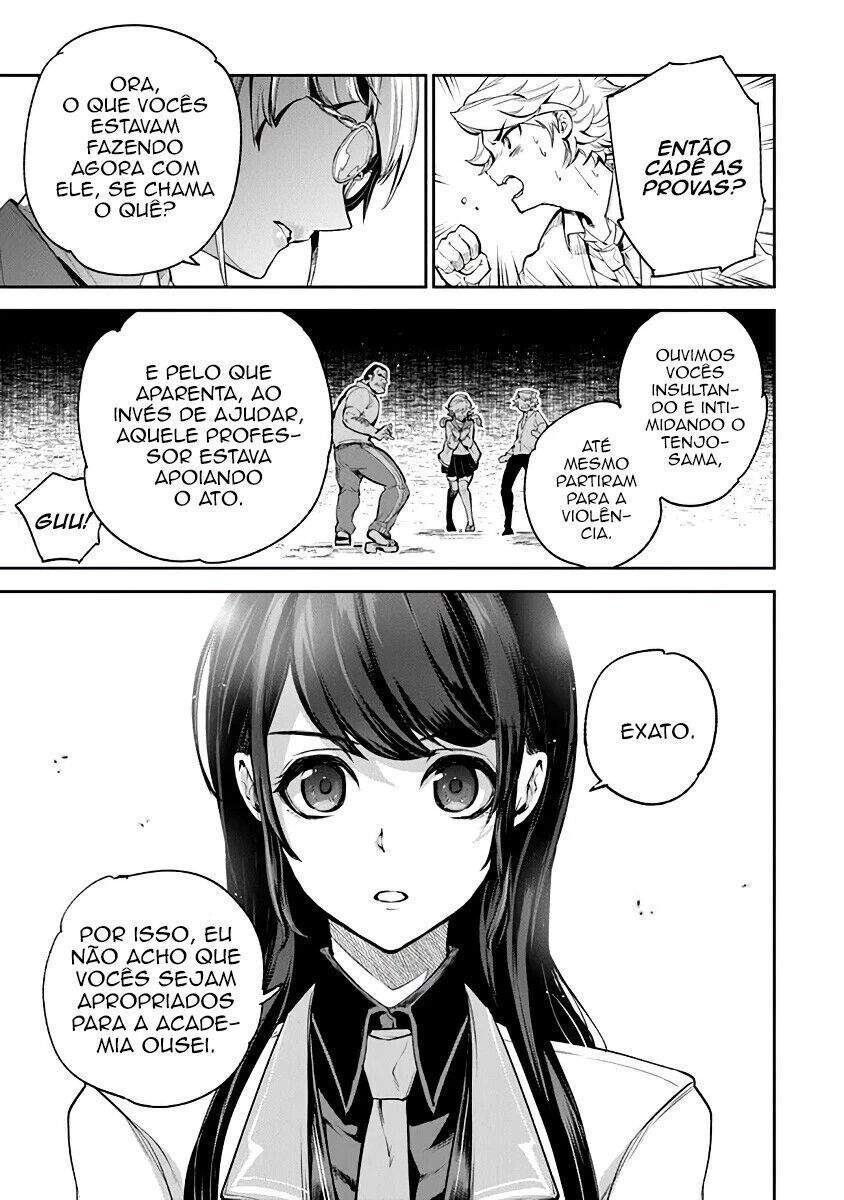 ENTÃO
CADÊ AS
PROVAS?
ORA,
O QUE VOCÊS
ESTAVAM
FAZENDO
AGORA COM
ELE, SE CHAMA
O QUÊ?
OUVIMOS
VOCÊS
INSULTAN-
DO E INTI-
MIDANDO O
TENJO-
SAMA,
ATÉ
MESMO
PARTIRAM
PARA A
VIOLÊN-
CIA.
E PELO QUE
APARENTA, AO
INVÉS DE AJUDAR,
AQUELE PROFES-
SOR ESTAVA
APOIANDO
O ATO.
GUU!
EXATO.
POR ISSO, EU
NÃO ACHO QUE
VOCÊS SEJAM
APROPRIADOS
PARA A ACADE-
MIA OUSEI.